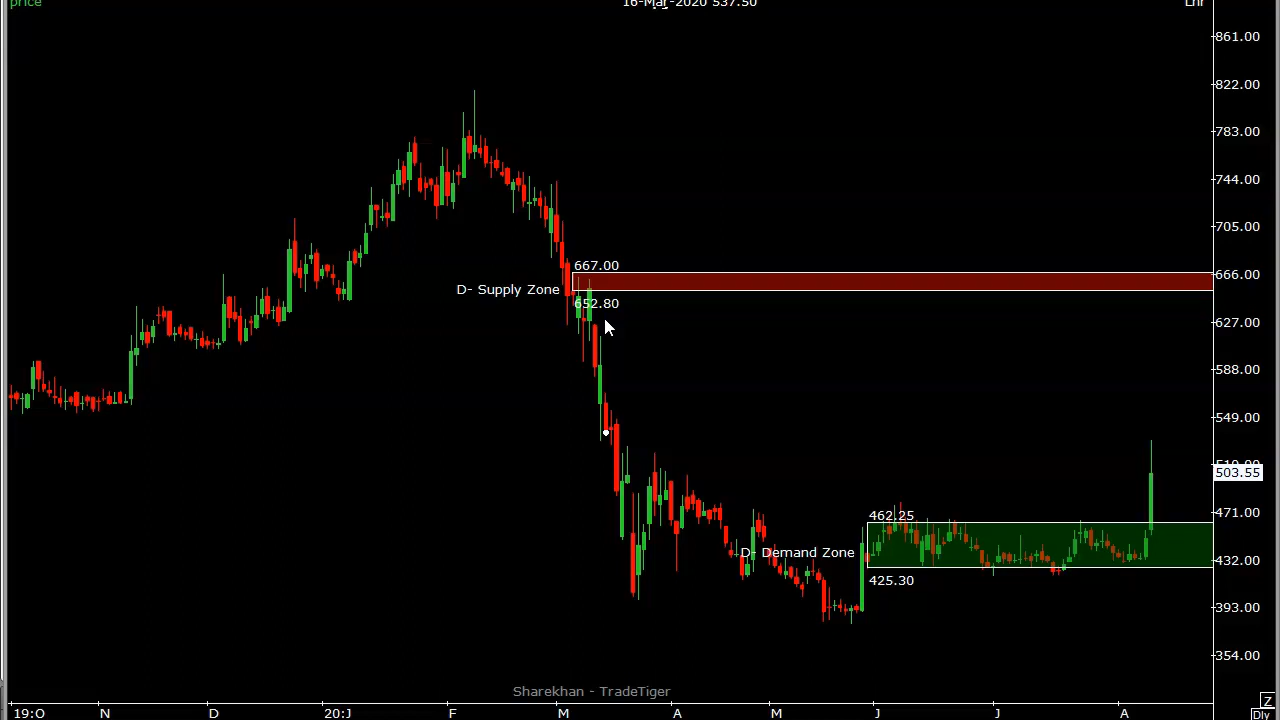 price
16-Mar-2020 537.50
861.00
822.00
783.00
744.00
705.00
667.00
666.00
D- Supply Zone
652.80
627.00
588.00
549.00
503.55
471.00
462.25
D- Demand Zone
432.00
425.30
393.00
354.00
Sharekhan - TradeTiger
Z
19:O N D 20:J F M A M J J A
Dly